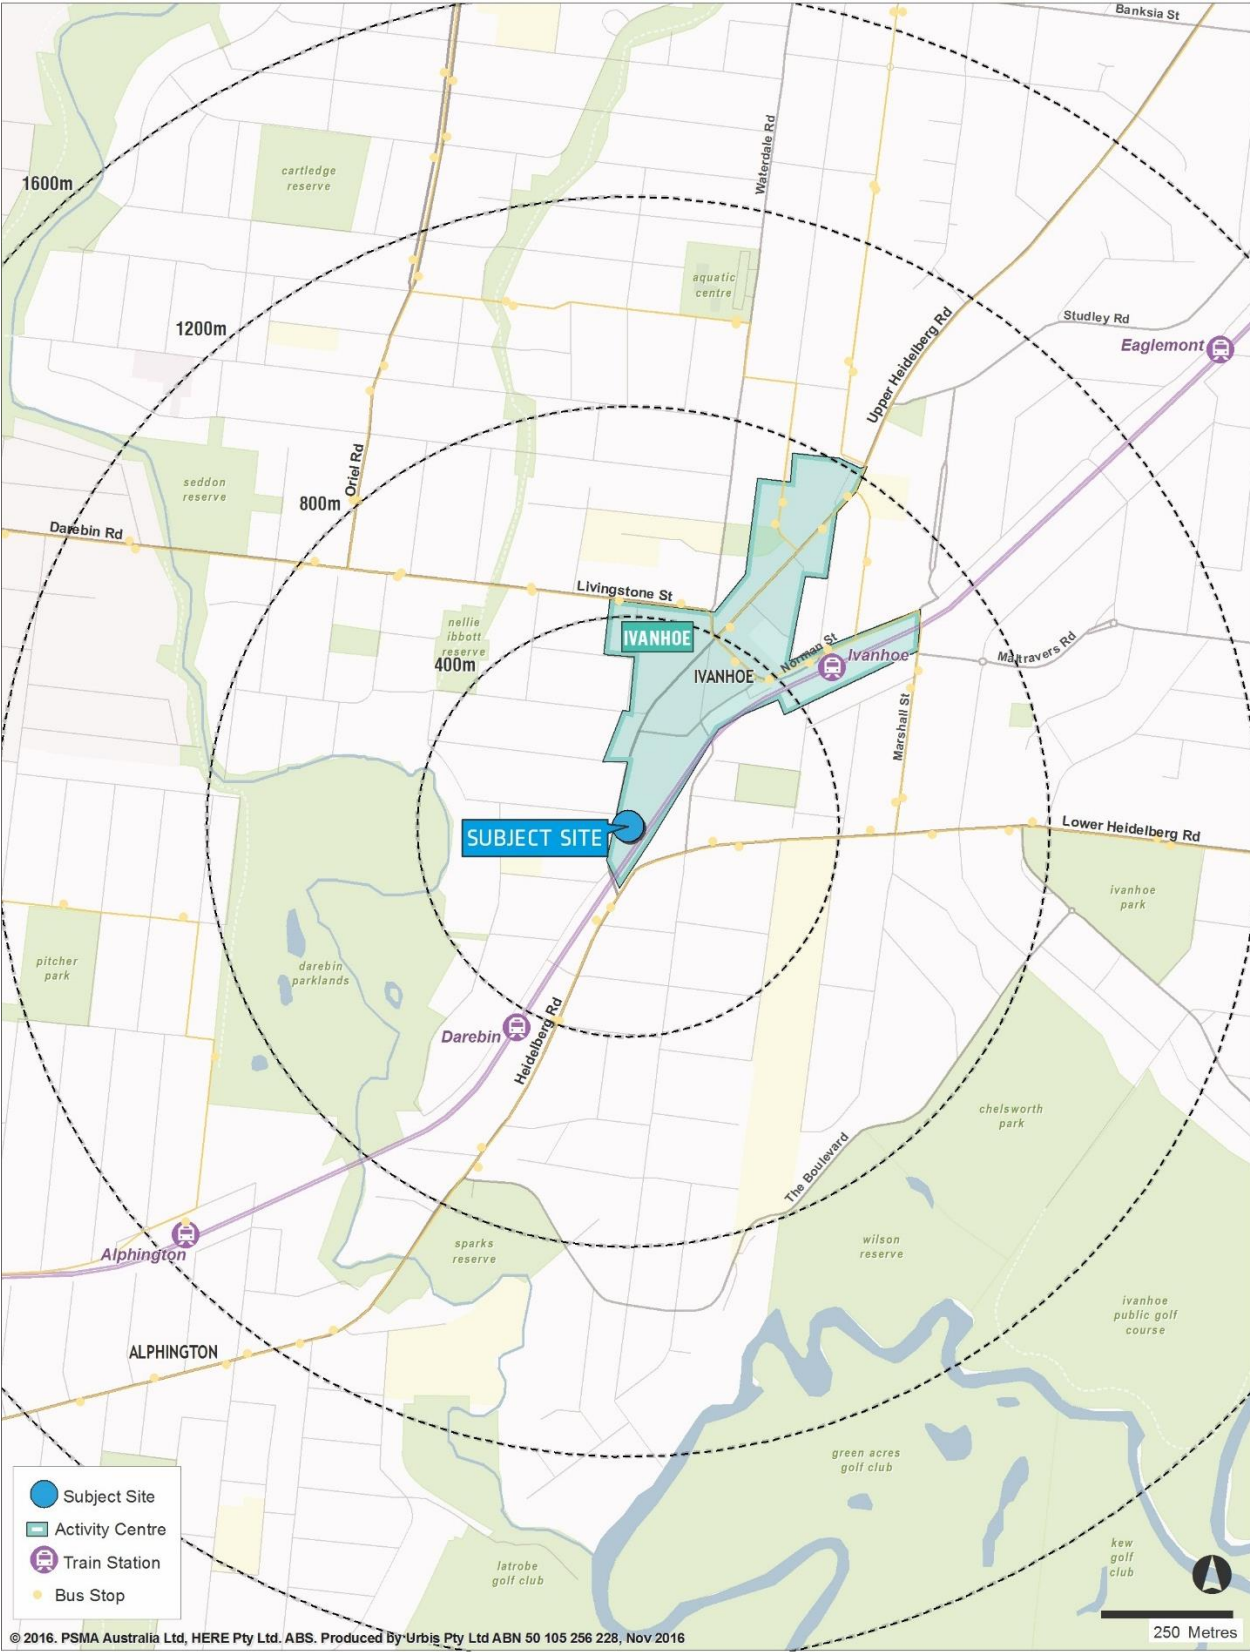 Banksia St
Waterdale Rd
cartledge
reserve
1600m
aquatic
centre
1200m
Upper Heidelberg Rd
Studley Rd
Eaglemont
Oriel Rd
seddon
reserve
800m
Darebin Rd
Livingstone St
nellie
ibbott
reserve
IVANHOE
400m
Norman St
Ivanhoe
IVANHOE
Maltravers Rd
Marshall St
SUBJECT SITE
Lower Heidelberg Rd
ivanhoe
park
pitcher
park
darebin
parklands
Darebin
Heidelberg Rd
chelsworth
park
The Boulevard
Alphington
sparks
reserve
wilson
reserve
ivanhoe
public golf
course
ALPHINGTON
green acres
golf club
latrobe
golf club
kew
golf
club
Subject Site
Activity Centre
Train Station
Bus Stop
250 Metres
© 2016. PSMA Australia Ltd, HERE Pty Ltd. ABS. Produced by Urbis Pty Ltd ABN 50 105 256 228, Nov 2016